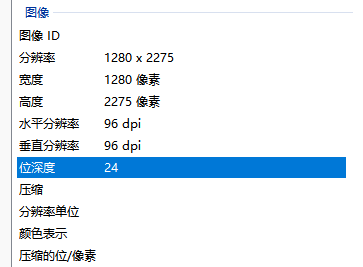 图像
图像 ID
分辨率 1280 x 2275
宽度 1280 像素
高度 2275 像素
水平分辨率 96 dpi
垂直分辨率 96 dpi
位深度 24
压缩
分辨率单位
颜色表示
压缩的位/像素